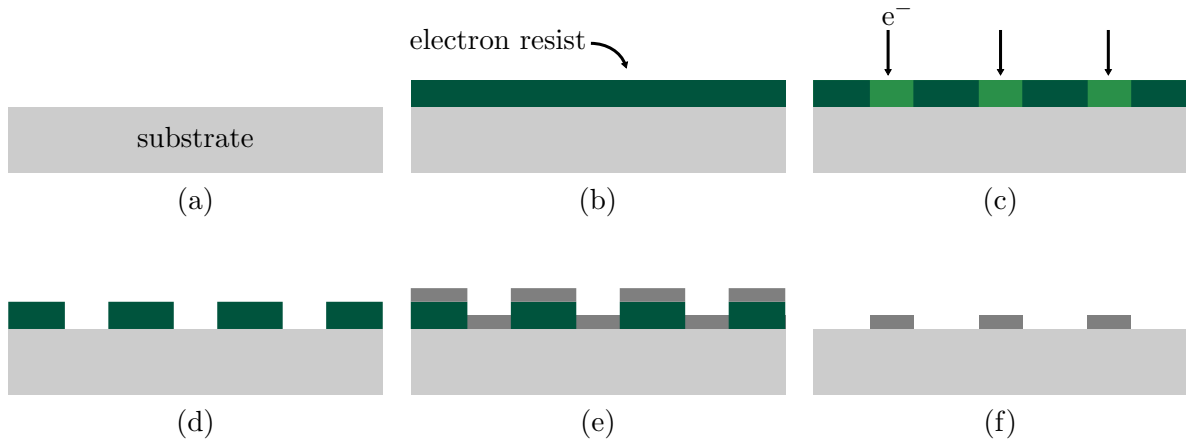 substrate
(a)
electron resist
(b)
e⁻
(c)
(d)
(e)
(f)